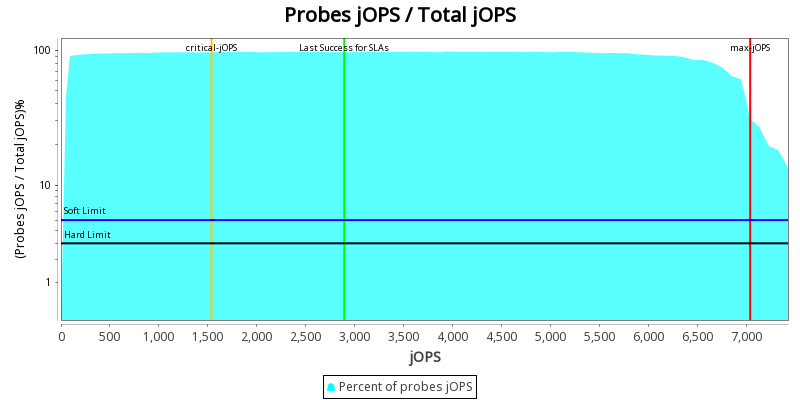 Probes jOPS / Total jOPS
(Probes jOPS / Total jOPS)%
100
10
1
critical-jOPS
Last Success for SLAs
max-jOPS
Soft Limit
Hard Limit
0 500 1,000 1,500 2,000 2,500 3,000 3,500 4,000 4,500 5,000 5,500 6,000 6,500 7,000
jOPS
Percent of probes jOPS